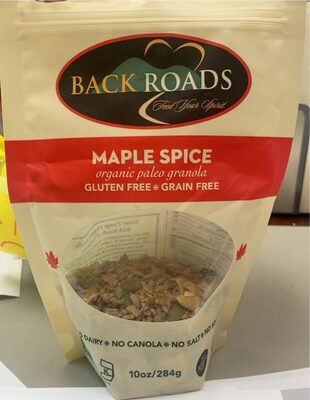 BACK ROADS
Feed Your Spirit
MAPLE SPICE
organic paleo granola
GLUTEN FREE * GRAIN FREE
DAIRY * NO CANOLA * NO SALT * NO
10oz/284g